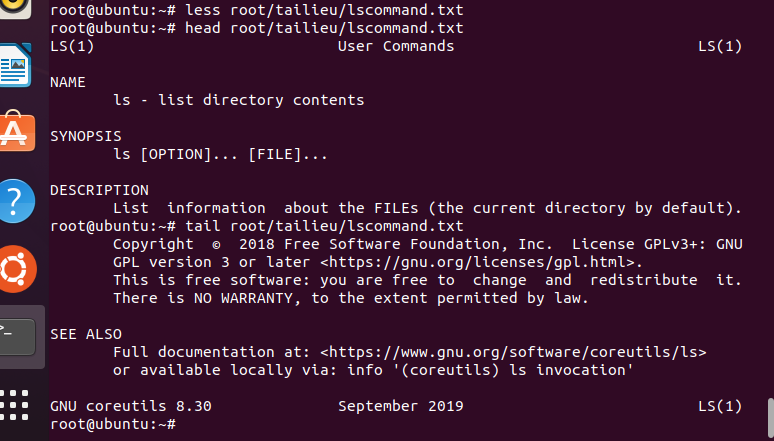 root@ubuntu:~# less root/tailieu/lscommand.txt
root@ubuntu:~# head root/tailieu/lscommand.txt
LS(1) User Commands LS(1)
NAME
ls - list directory contents
SYNOPSIS
ls [OPTION]... [FILE]...
DESCRIPTION
List information about the FILEs (the current directory by default).
root@ubuntu:~# tail root/tailieu/lscommand.txt
Copyright © 2018 Free Software Foundation, Inc. License GPLv3+: GNU
GPL version 3 or later <https://gnu.org/licenses/gpl.html>.
This is free software: you are free to change and redistribute it.
There is NO WARRANTY, to the extent permitted by law.
SEE ALSO
Full documentation at: <https://www.gnu.org/software/coreutils/ls>
or available locally via: info '(coreutils) ls invocation'
GNU coreutils 8.30 September 2019 LS(1)
root@ubuntu:~#